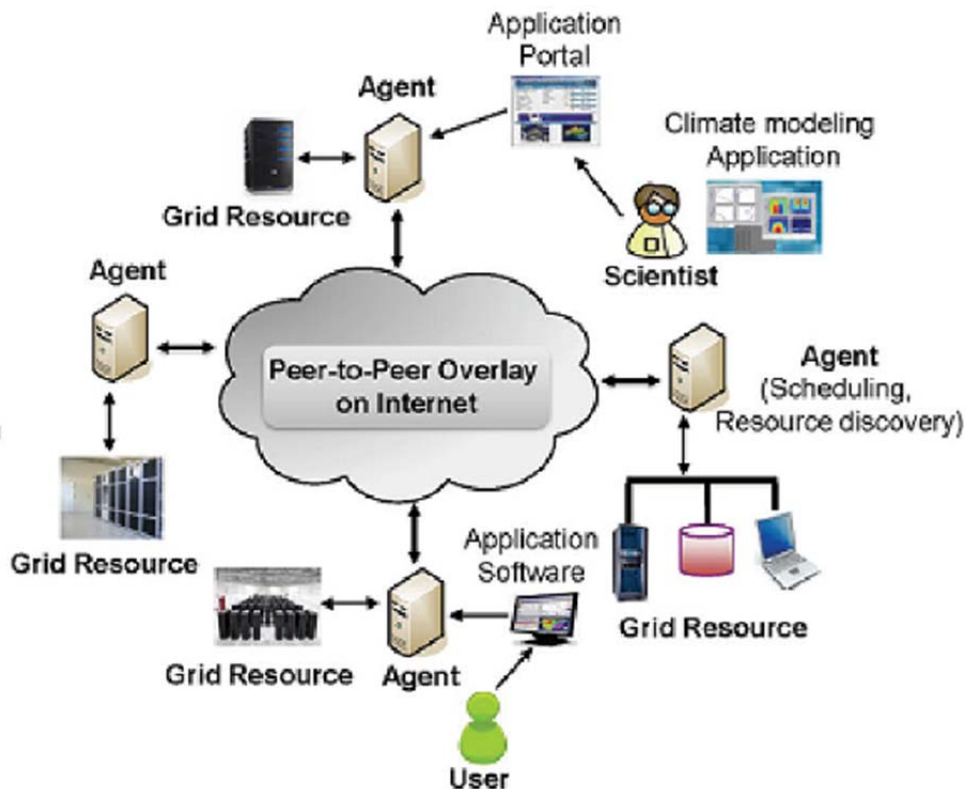 Application
Portal
Agent
Climate modeling
Application
Grid Resource
Scientist
Agent
Peer-to-Peer Overlay
on Internet
Agent
(Scheduling,
Resource discovery)
Application
Software
Grid Resource
Grid Resource
Grid Resource
Agent
User